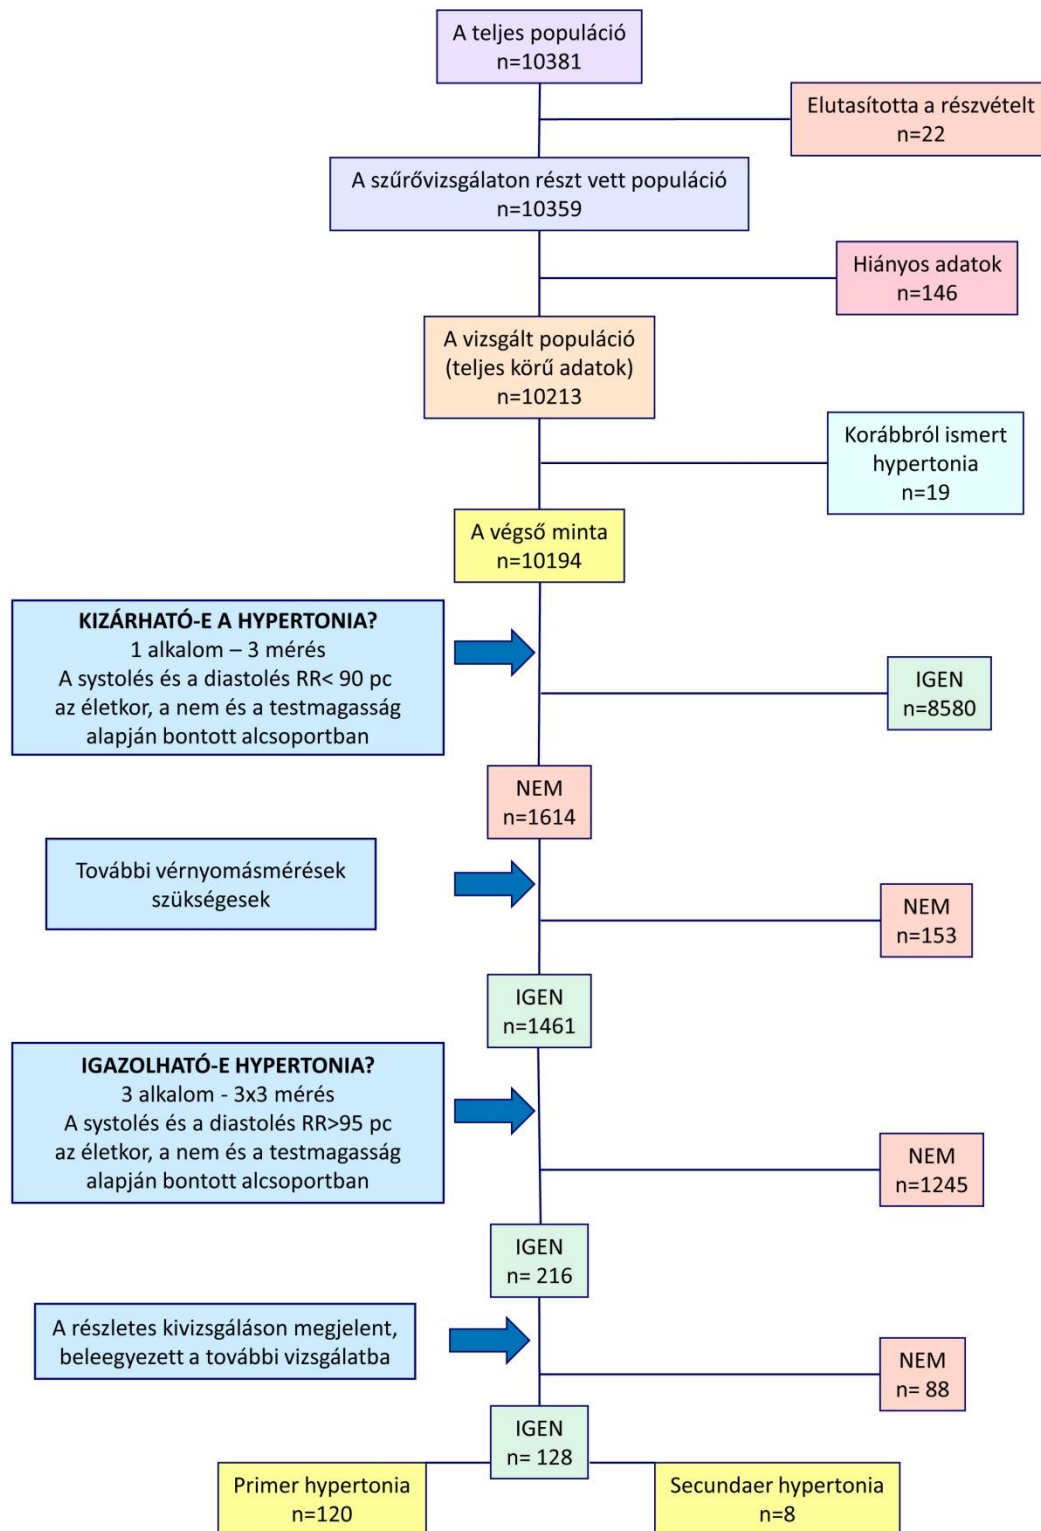 A teljes populáció
n=10381
Elutasította a részvételt
n=22
A szűrővizsgálaton részt vett populáció
n=10359
Hiányos adatok
n=146
A vizsgált populáció
(teljes körű adatok)
n=10213
Korábbról ismert
hypertonia
n=19
A végső minta
n=10194
KIZÁRHATÓ-E A HYPERTONIA?
1 alkalom – 3 mérés
A systolés és a diastolés RR< 90 pc
az életkor, a nem és a testmagasság
alapján bontott alcsoportban
IGEN
n=8580
NEM
n=1614
További vérnyomásmérések
szükségesek
NEM
n=153
IGEN
n=1461
IGAZOLHATÓ-E HYPERTONIA?
3 alkalom - 3x3 mérés
A systolés és a diastolés RR>95 pc
az életkor, a nem és a testmagasság
alapján bontott alcsoportban
NEM
n=1245
IGEN
n= 216
A részletes kivizsgáláson megjelent,
beleegyezett a további vizsgálatba
NEM
n= 88
IGEN
n= 128
Primer hypertonia
n=120
Secundaer hypertonia
n=8